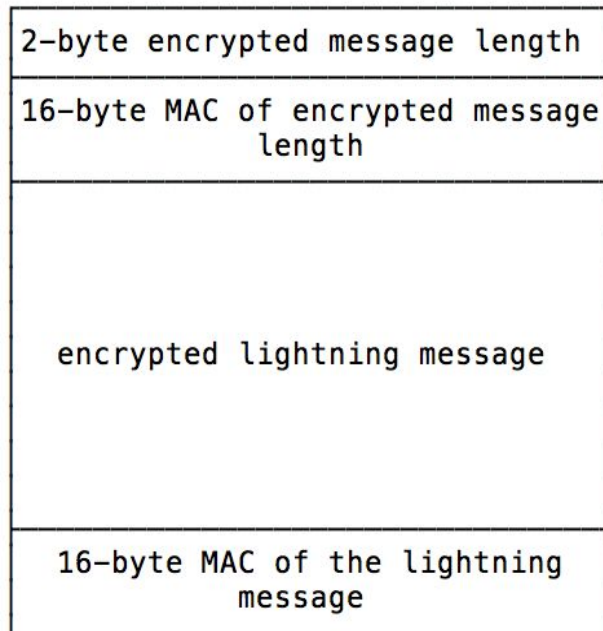 2-byte encrypted message length
16-byte MAC of encrypted message
length
encrypted lightning message
16-byte MAC of the lightning
message